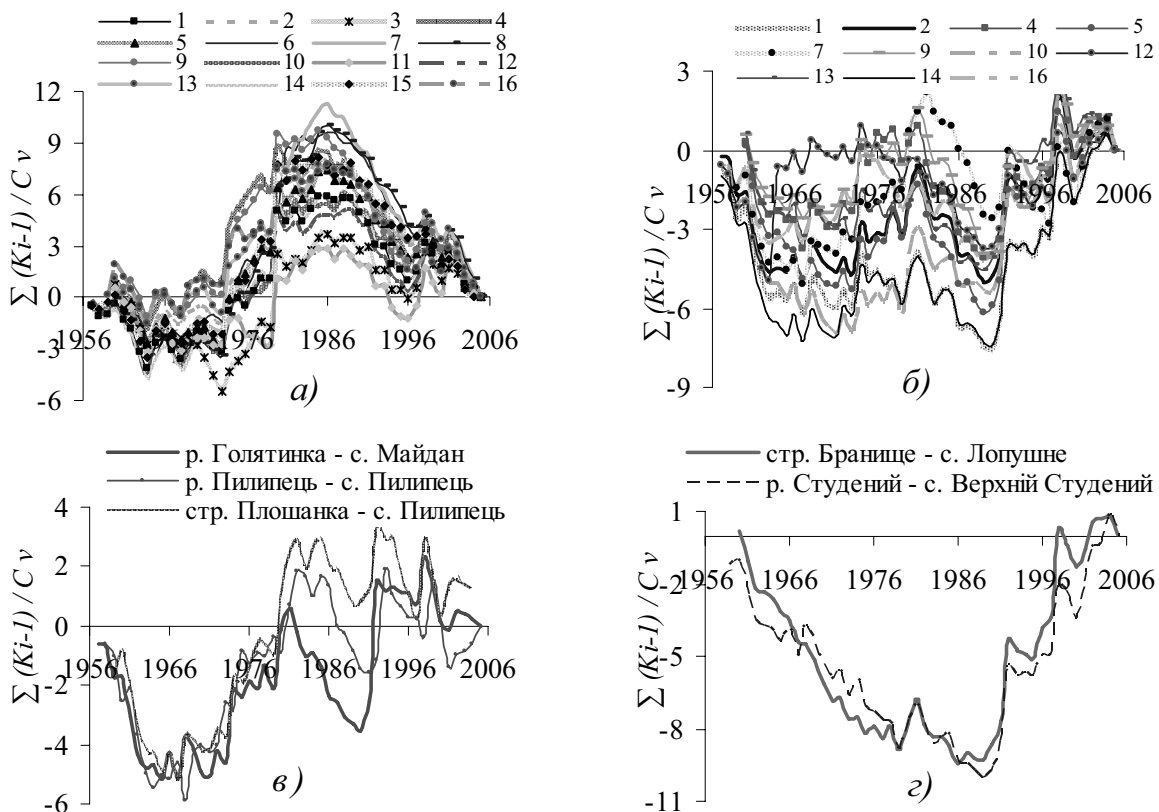 1 2 3 4
5 6 7 8
9 10 11 12
13 14 15 16
Σ (Ki-1) / C v
12
9
6
3
0
-3
-6
1956 1966 1976 1986 1996 2006
а)
1 2 4 5
7 9 10 12
13 14 16
Σ (Ki-1) / C v
3
0
-3
-6
-9
1956 1966 1976 1986 1996 2006
б)
р. Голятинка - с. Майдан
р. Пилипець - с. Пилипець
стр. Плошанка - с. Пилипець
Σ (Ki-1) / C v
4
2
0
-2
-4
-6
1956 1966 1976 1986 1996 2006
в)
стр. Бранище - с. Лопушне
р. Студений - с. Верхній Студений
Σ (Ki-1) / C v
1
-2
-5
-8
-11
1956 1966 1976 1986 1996 2006
г)